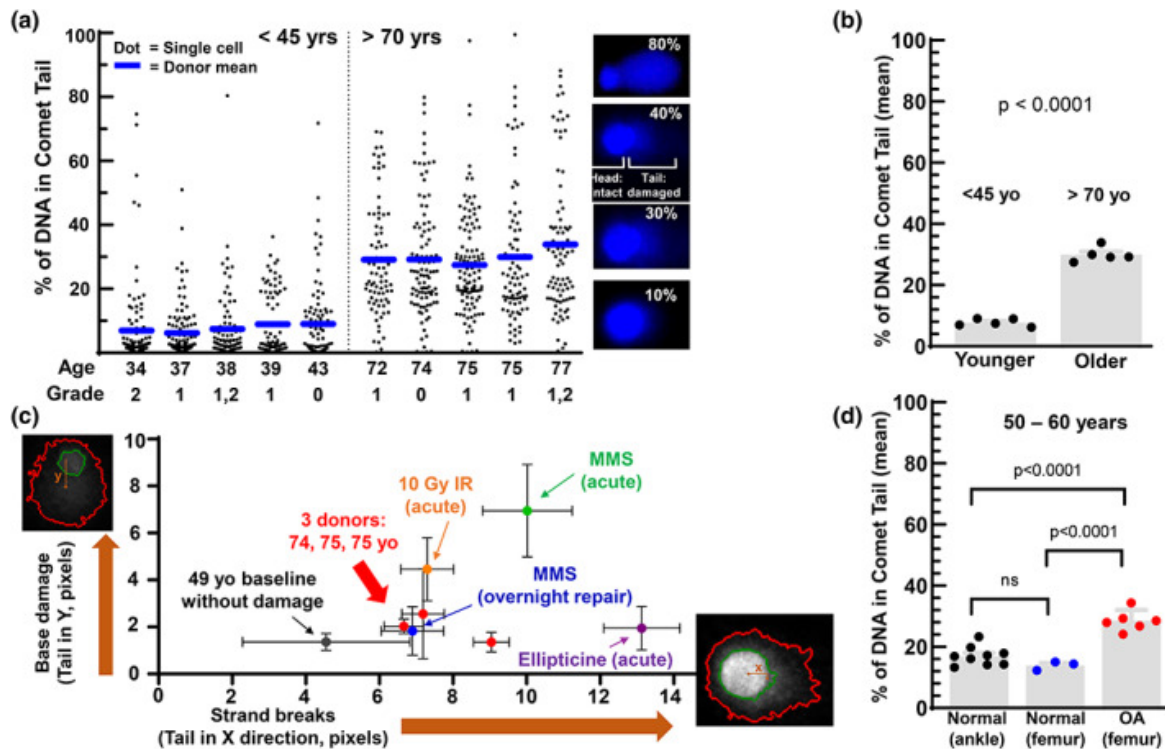 (a)
< 45 yrs
> 70 yrs
Dot = Single cell
= Donor mean
% of DNA in Comet Tail
100
80
60
40
20
Age 34 37 38 39 43 72 74 75 75 77
Grade 2 1 1,2 1 0 1 0 1 1 1,2
80%
40%
Head: Tail:
intact damaged
30%
10%
(b)
% of DNA in Comet Tail (mean)
100
80
60
40
20
0
p < 0.0001
<45 yo
> 70 yo
Younger Older
(c)
y
Base damage
(Tail in Y, pixels)
10
8
6
4
2
0
MMS
(acute)
10 Gy IR
(acute)
3 donors:
74, 75, 75 yo
49 yo baseline
without damage
MMS
(overnight repair)
Ellipticine (acute)
0 2 4 6 8 10 12 14
Strand breaks
(Tail in X direction, pixels)
x
(d)
% of DNA in Comet Tail (mean)
100
80
60
40
20
0
50 – 60 years
p<0.0001
p<0.0001
ns
Normal Normal OA
(ankle) (femur) (femur)